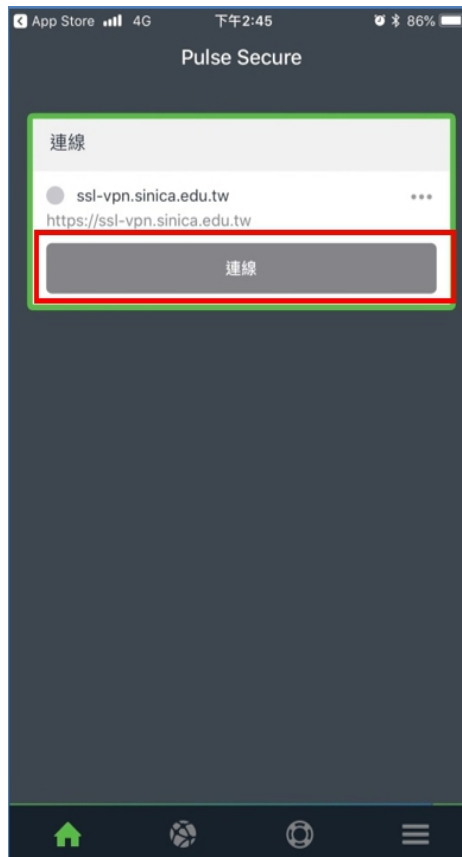 App Store 4G 下午2:45 86%
Pulse Secure
連線
ssl-vpn.sinica.edu.tw
https://ssl-vpn.sinica.edu.tw
連線